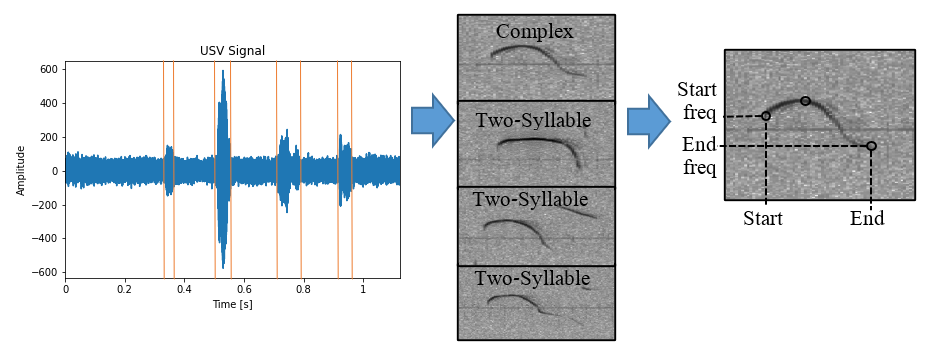 USV Signal
Amplitude
600
400
200
0
−200
−400
−600
0
0.2
0.4
0.6
0.8
1
Time [s]
Complex
Two-Syllable
Two-Syllable
Two-Syllable
Start
freq
End
freq
Start
End